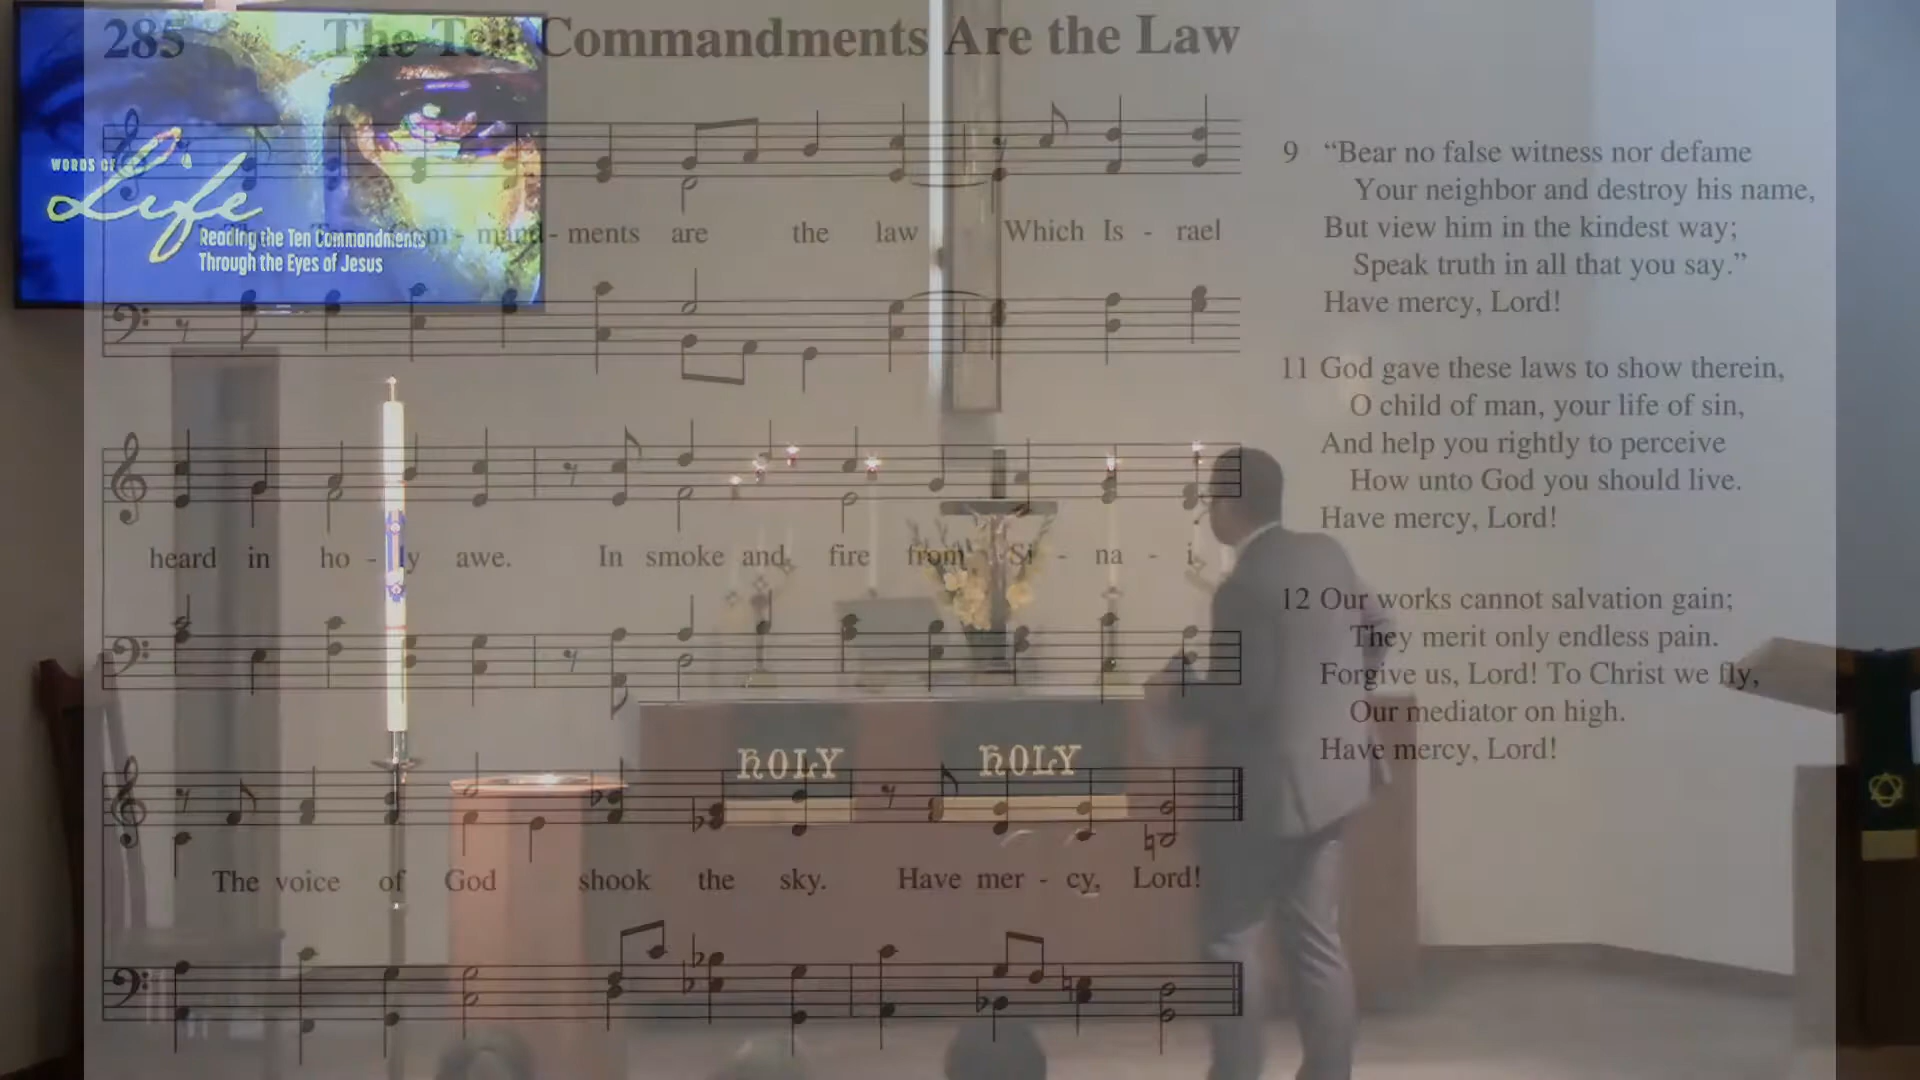 285 The Ten Commandments Are the Law
WORDS OF
Life
Reading the Ten Commandments
Through the Eyes of Jesus
Com - mand - ments are the law Which Is - rael
heard in ho - ly awe. In smoke and fire from Si - na - i
The voice of God shook the sky. Have mer - cy, Lord!
HOLY HOLY
9 “Bear no false witness nor defame
Your neighbor and destroy his name,
But view him in the kindest way;
Speak truth in all that you say.”
Have mercy, Lord!
11 God gave these laws to show therein,
O child of man, your life of sin,
And help you rightly to perceive
How unto God you should live.
Have mercy, Lord!
12 Our works cannot salvation gain;
They merit only endless pain.
Forgive us, Lord! To Christ we fly,
Our mediator on high.
Have mercy, Lord!